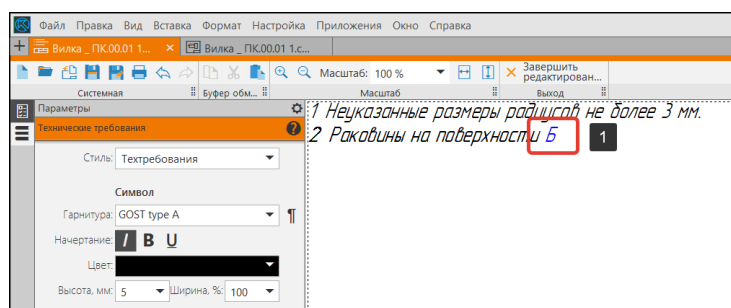 Файл Правка Вид Вставка Формат Настройка Приложения Окно Справка
+ Вилка _ ПК.00.01 1... × Вилка _ ПК.00.01 1.с...
Масштаб: 100 % Завершить
редактирован...
Системная Буфер обм... Масштаб Выход
Параметры
Технические требования ?
Стиль: Техтребования
Символ
Гарнитура: GOST type A ¶
Начертание: I B U
Цвет:
Высота, мм: 5 Ширина, %: 100
1 Неуказанные размеры радиусов не более 3 мм.
2 Раковины на поверхности Б 1